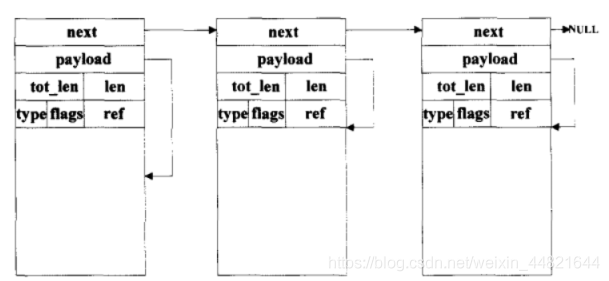 next next next NULL
payload payload payload
tot_len len tot_len len tot_len len
type flags ref type flags ref type flags ref
https://blog.csdn.net/weixin_44821644